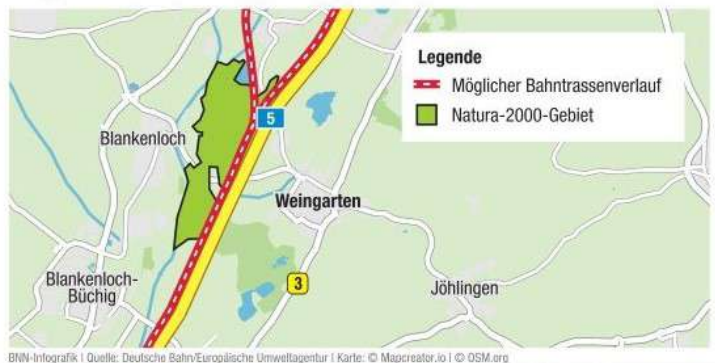 Legende
Möglicher Bahntrassenverlauf
Natura-2000-Gebiet
5
Blankenloch
Weingarten
Blankenloch-
Büchig
3
Jöhlingen
BNN-Infografik | Quelle: Deutsche Bahn/Europäische Umweltagentur | Karte: © Mapcreator.io | © OSM.org